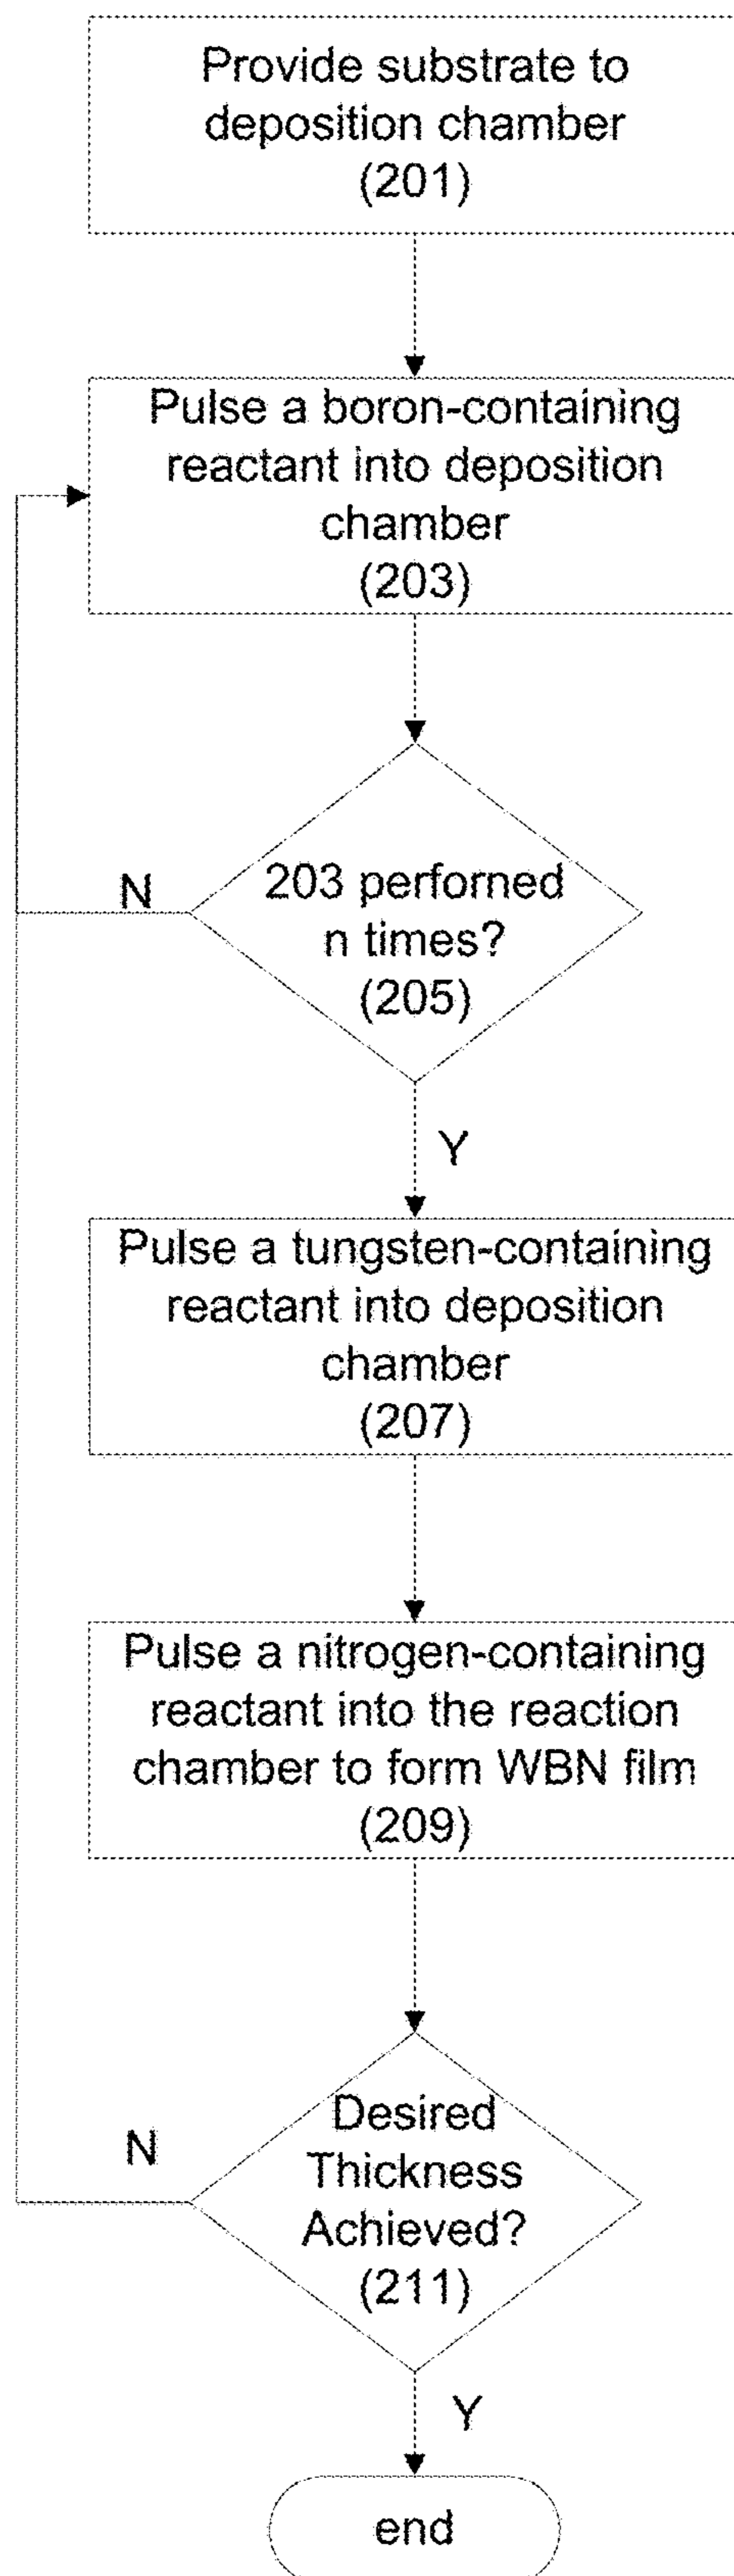 Provide substrate to
deposition chamber
(201)
Pulse a boron-containing
reactant into deposition
chamber
(203)
N
203 perforned
n times?
(205)
Y
Pulse a tungsten-containing
reactant into deposition
chamber
(207)
Pulse a nitrogen-containing
reactant into the reaction
chamber to form WBN film
(209)
N
Desired
Thickness
Achieved?
(211)
Y
end